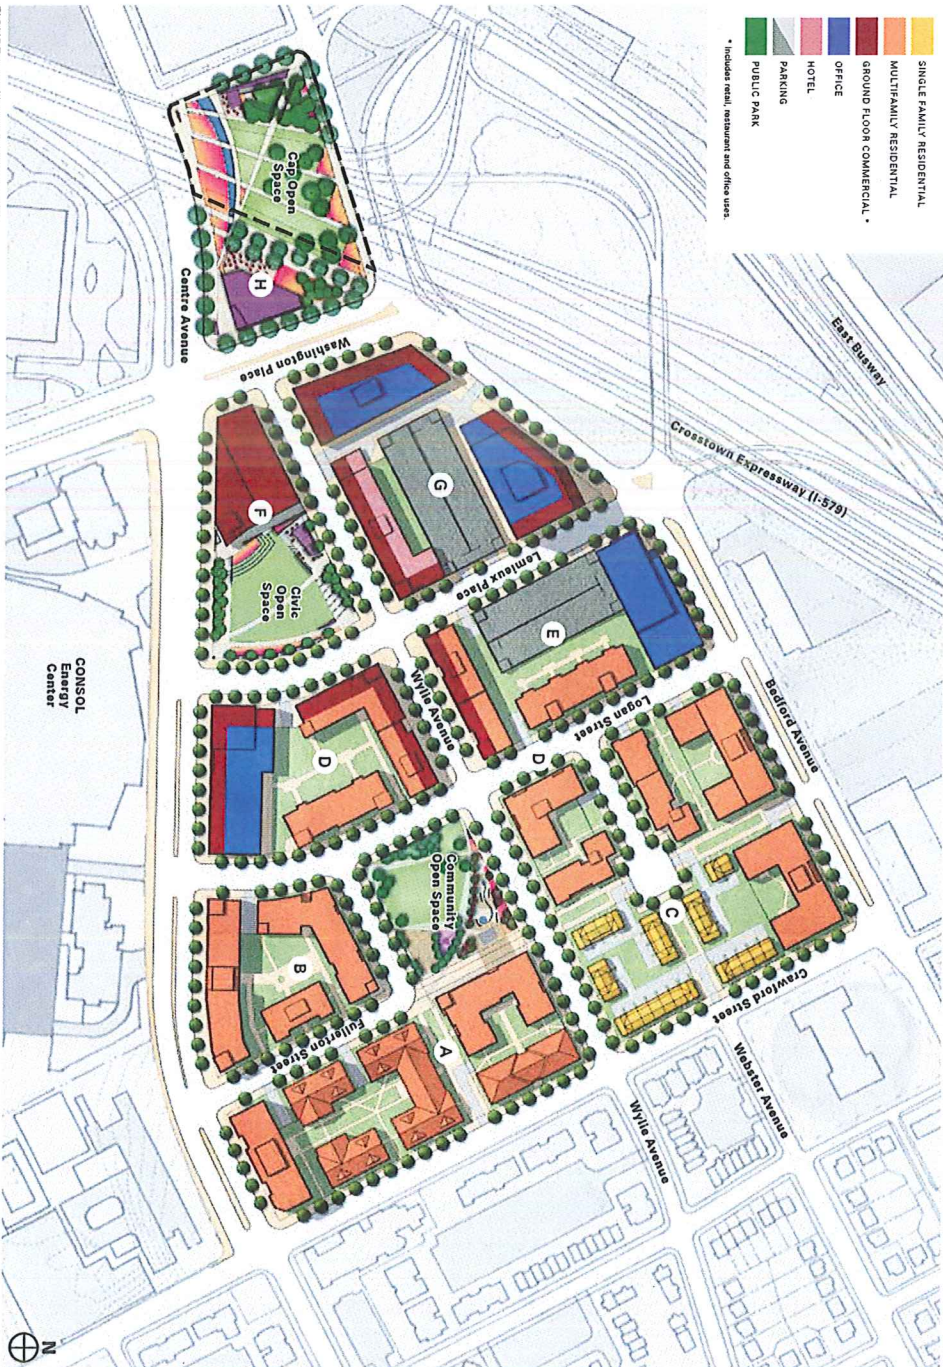 SINGLE FAMILY RESIDENTIAL
MULTIFAMILY RESIDENTIAL
GROUND FLOOR COMMERCIAL *
OFFICE
HOTEL
PARKING
PUBLIC PARK
* Includes retail, restaurant and office uses.
East Busway
Crosstown Expressway (I-579)
Bedford Avenue
Crawford Street
Webster Avenue
Wylie Avenue
Logan Street
Lemieux Place
Washington Place
Centre Avenue
Wylie Avenue
Fullerton Street
Cap Open
Space
H
G
F
Civic
Open
Space
E
D
D
C
Community
Open Space
B
A
CONSOL
Energy
Center
N